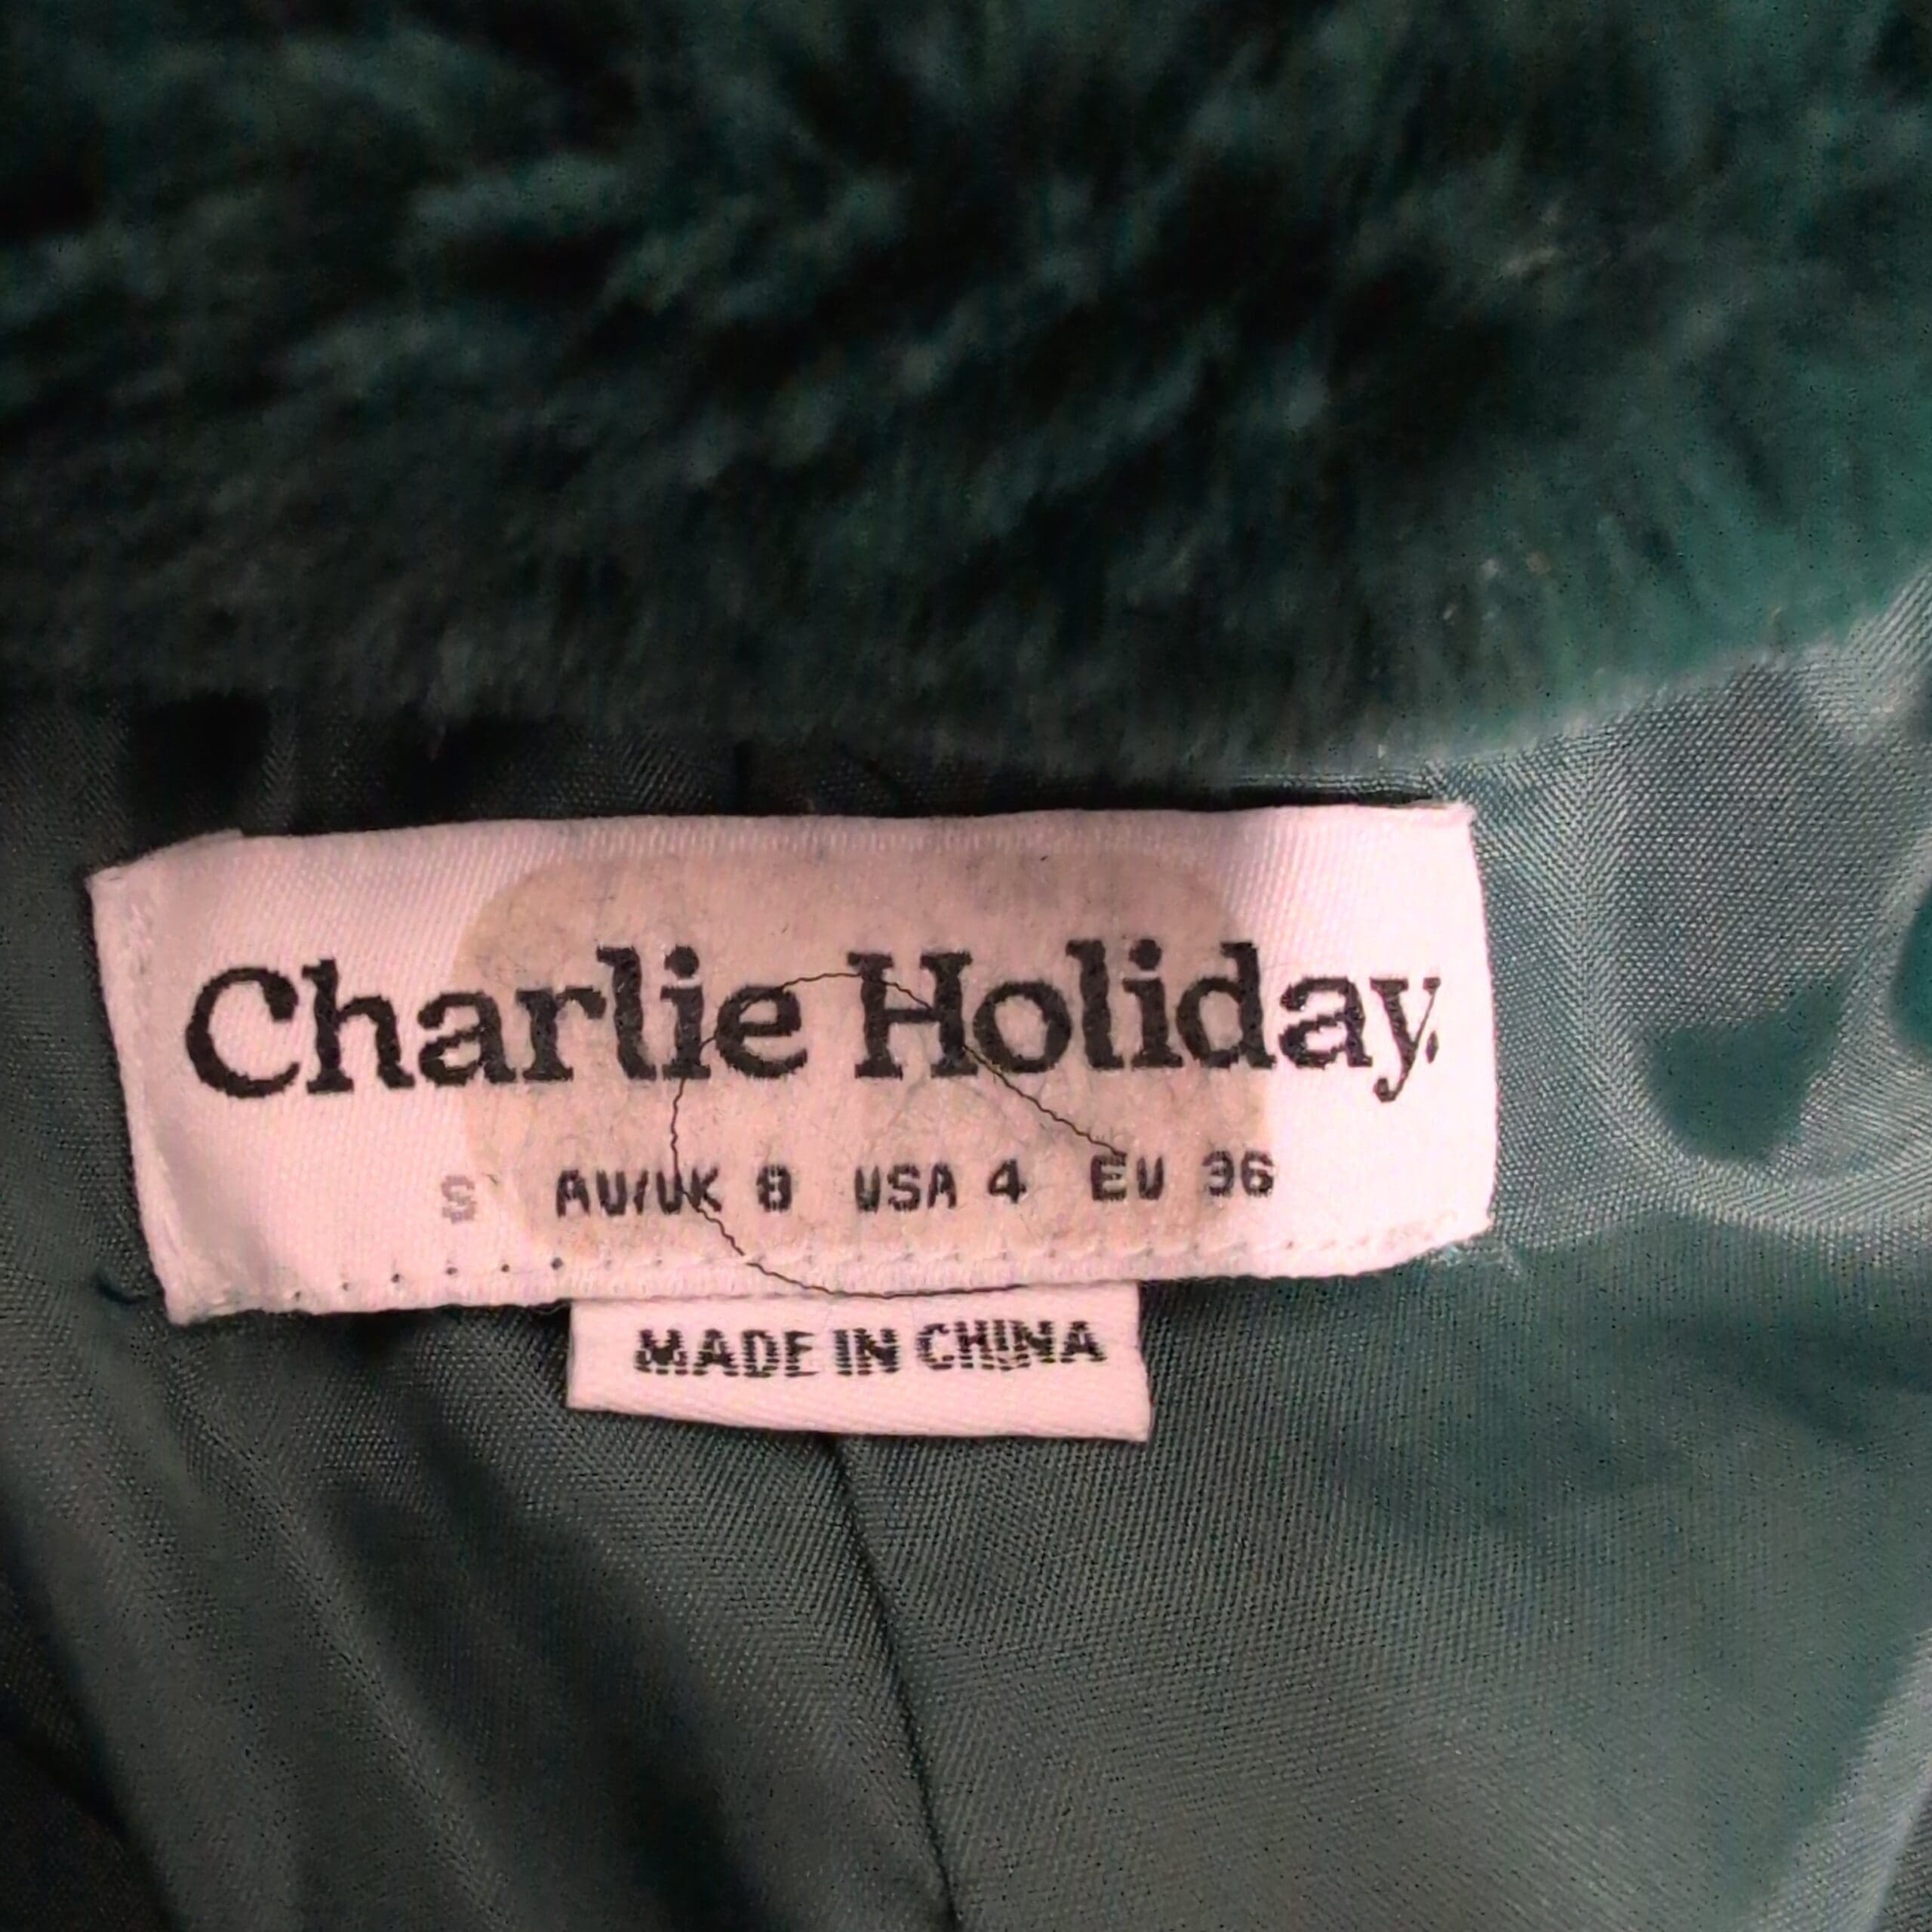 Charlie Holiday.
S AU/UK 8 USA 4 EU 36
MADE IN CHINA